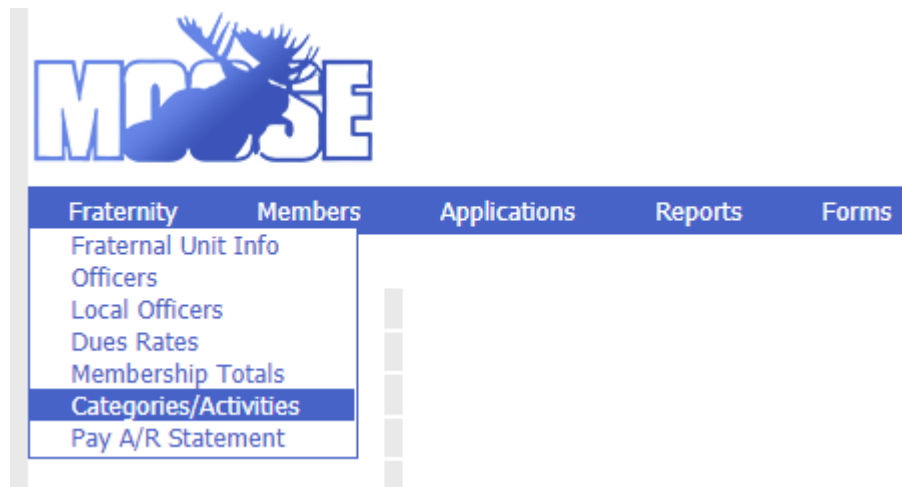 MOOSE
Fraternity Members Applications Reports Forms
Fraternal Unit Info
Officers
Local Officers
Dues Rates
Membership Totals
Categories/Activities
Pay A/R Statement